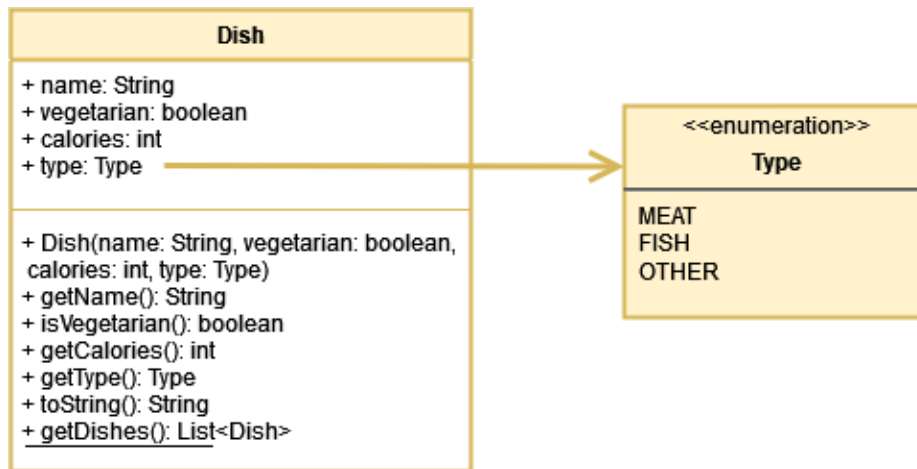 Dish
+ name: String
+ vegetarian: boolean
+ calories: int
+ type: Type
+ Dish(name: String, vegetarian: boolean,
calories: int, type: Type)
+ getName(): String
+ isVegetarian(): boolean
+ getCalories(): int
+ getType(): Type
+ toString(): String
+ getDishes(): List<Dish>
<<enumeration>>
Type
MEAT
FISH
OTHER